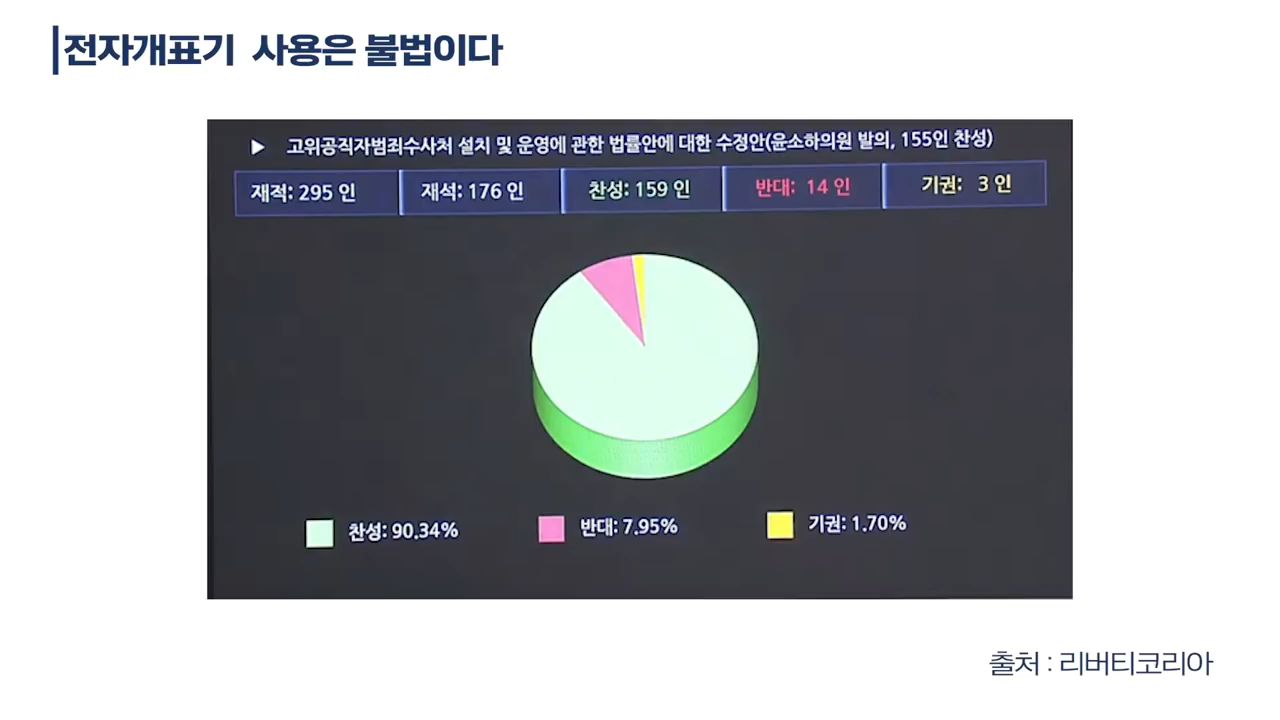 전자개표기 사용은 불법이다
▶ 고위공직자범죄수사처 설치 및 운영에 관한 법률안에 대한 수정안(윤소하의원 발의, 155인 찬성)
재적: 295 인 재석: 176 인 찬성: 159 인 반대: 14 인 기권: 3 인
찬성: 90.34% 반대: 7.95% 기권: 1.70%
출처 : 리버티코리아